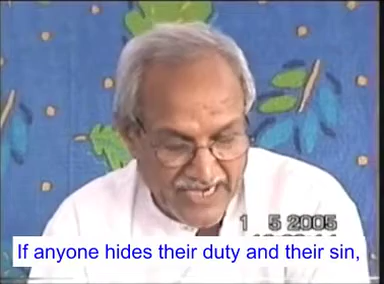 1 5 2005
If anyone hides their duty and their sin,